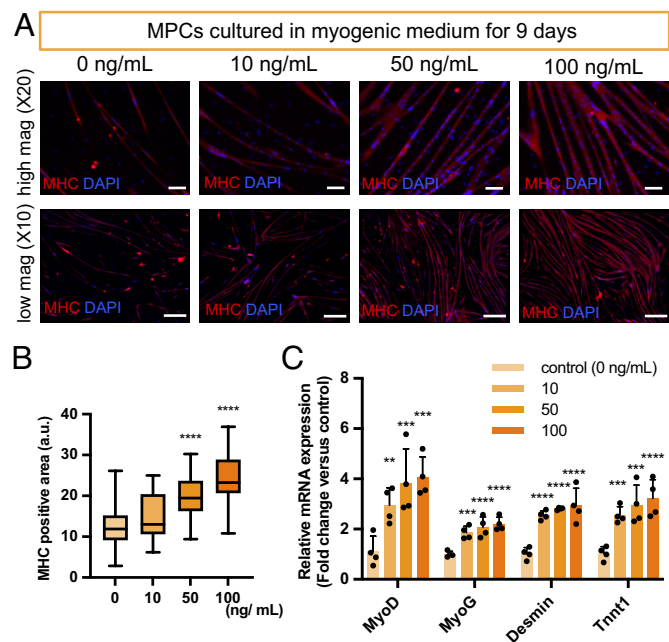 A
MPCs cultured in myogenic medium for 9 days
0 ng/mL
10 ng/mL
50 ng/mL
100 ng/mL
high mag (X20)
MHC DAPI
MHC DAPI
MHC DAPI
MHC DAPI
low mag (X10)
MHC DAPI
MHC DAPI
MHC DAPI
MHC DAPI
B
MHC positive area (a.u.)
40
30
20
10
0
****
****
0
10
50
100
(ng/ mL)
C
Relative mRNA expression
(Fold change versus control)
8
6
4
2
0
control (0 ng/mL)
10
50
100
**
***
***
***
****
****
****
****
****
***
***
****
MyoD
MyoG
Desmin
Tnnt1